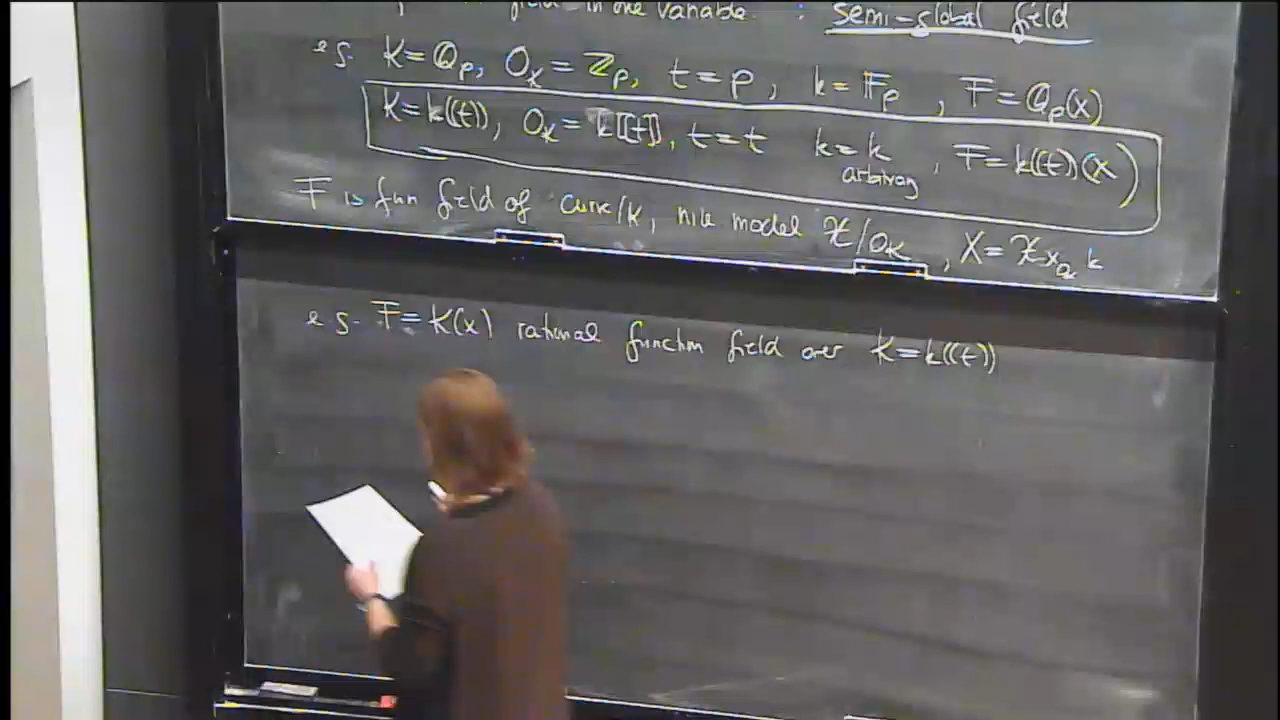 field in one variable : semi-global field
e.g. K = ℚ_p, O_K = ℤ_p, t = p, k = 𝔽_p, F = ℚ_p(x)
K = k((t)), O_K = k[[t]], t = t k = k arbitrary, F = k((t))(x)
F is fun field of curve/K, nice model 𝒳/O_K, X = 𝒳 ×_{O_K} k
e.g. F = K(x) rational function field over K = k((t))